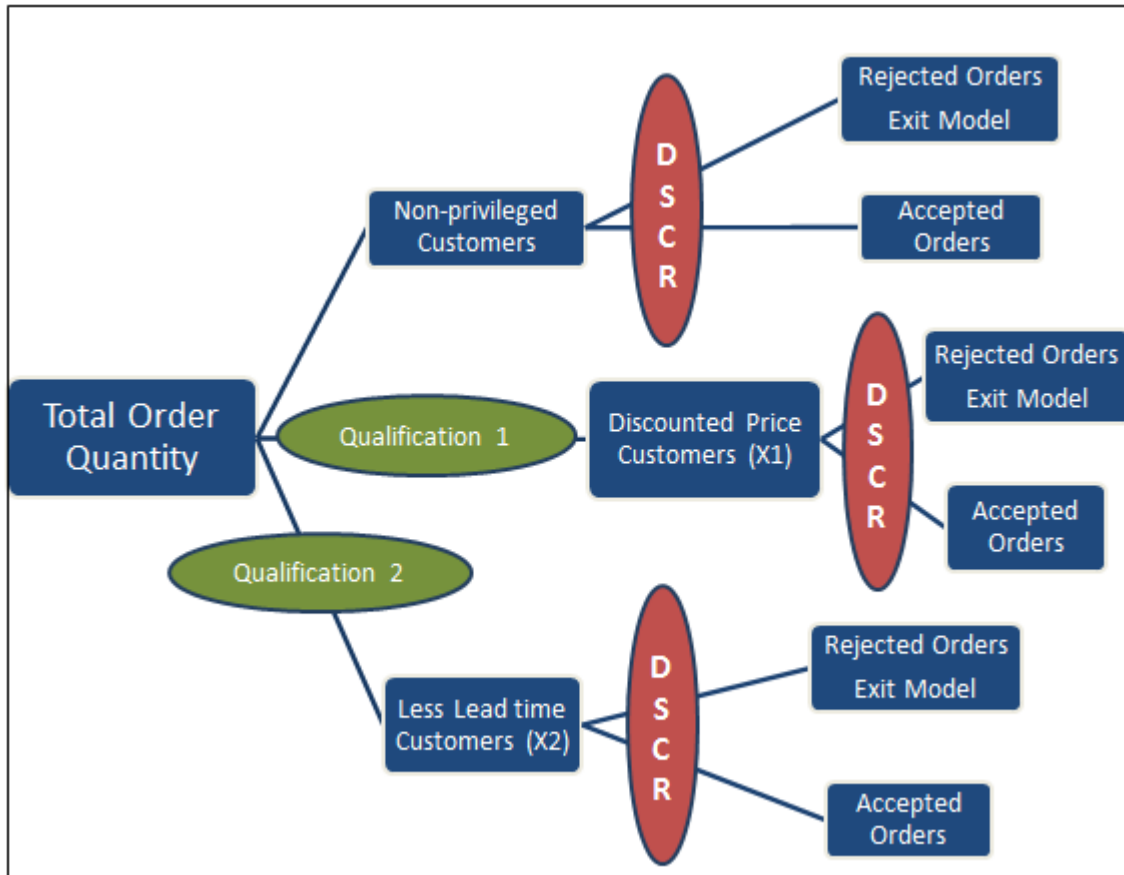 Total Order
Quantity
Non-privileged
Customers
D
S
C
R
Rejected Orders
Exit Model
Accepted
Orders
Qualification 1
Discounted Price
Customers (X1)
D
S
C
R
Rejected Orders
Exit Model
Accepted
Orders
Qualification 2
Less Lead time
Customers (X2)
D
S
C
R
Rejected Orders
Exit Model
Accepted
Orders